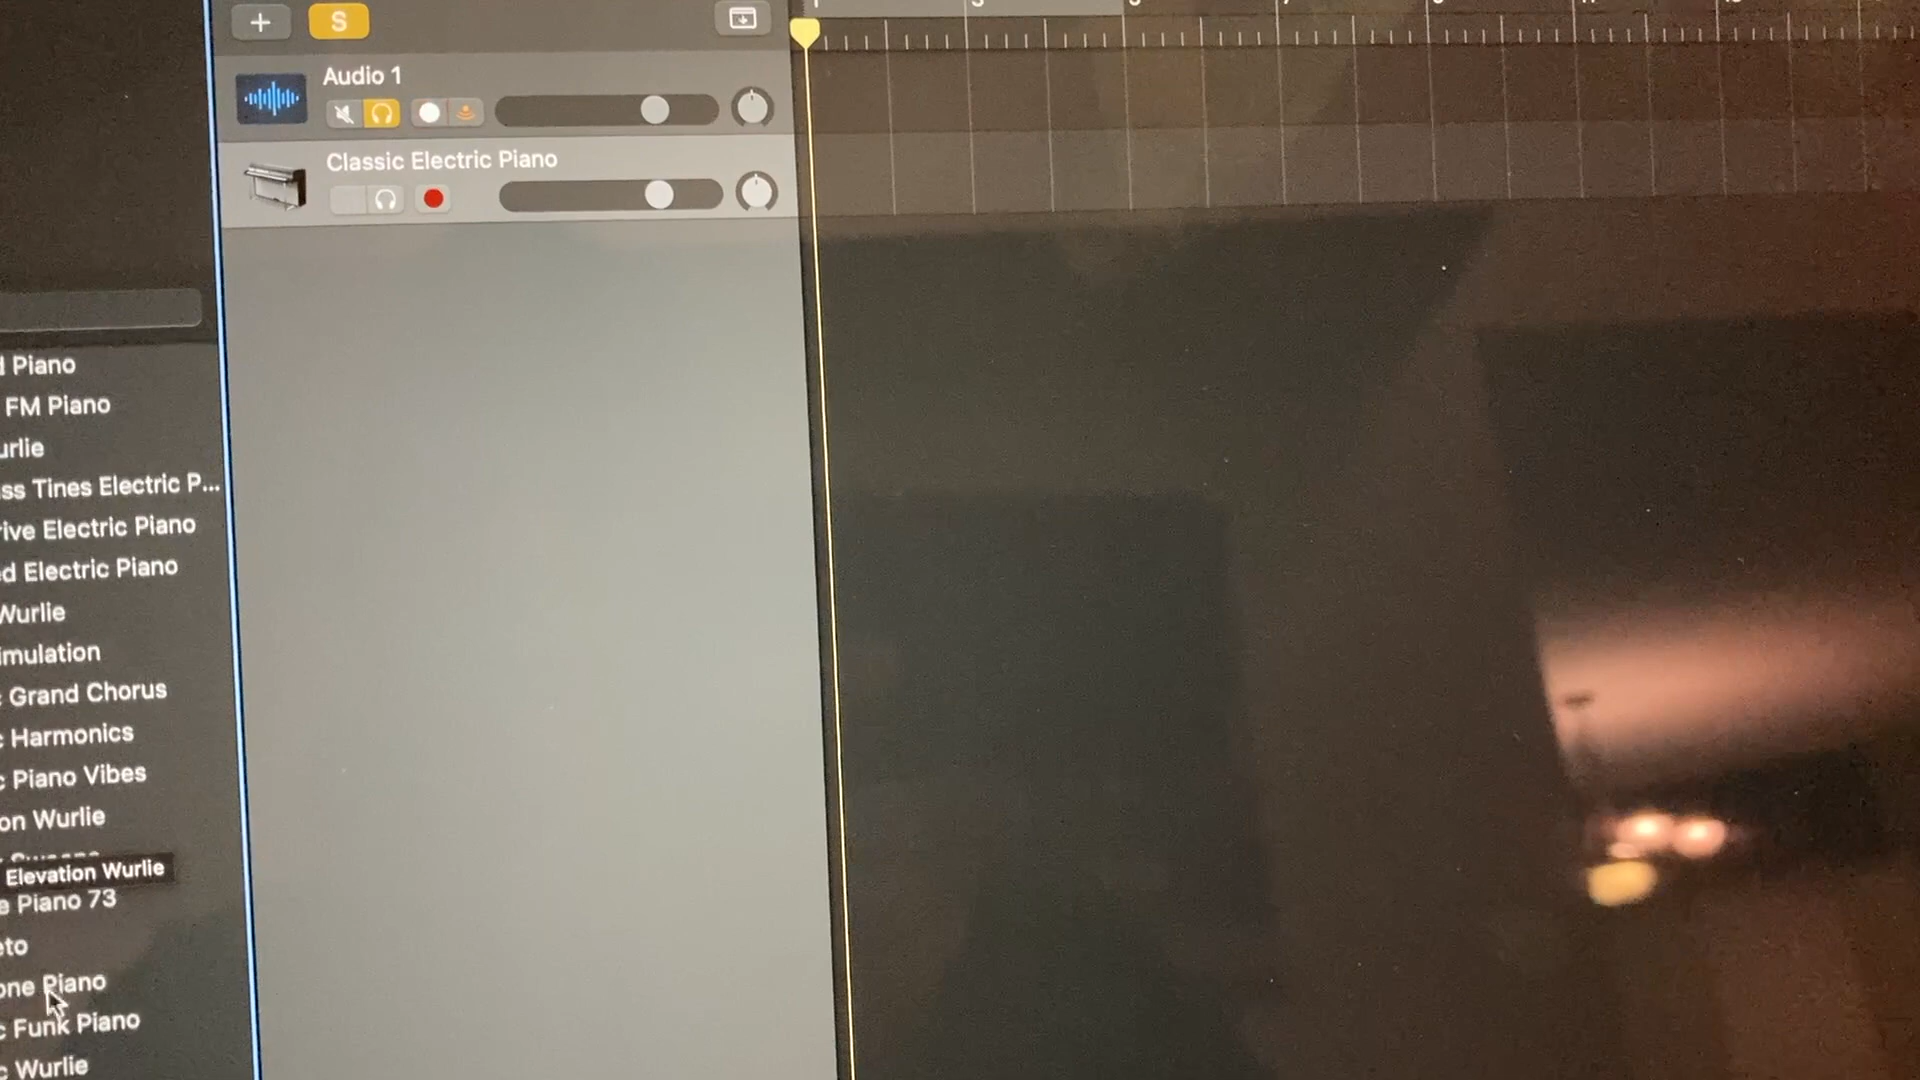 S
Audio 1
Classic Electric Piano
Piano
FM Piano
urlie
ss Tines Electric P...
rive Electric Piano
d Electric Piano
Wurlie
imulation
Grand Chorus
Harmonics
Piano Vibes
on Wurlie
Elevation Wurlie
e Piano 73
eto
one Piano
c Funk Piano
c Wurlie